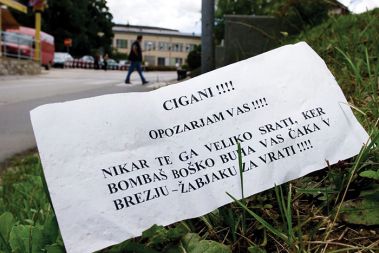 CIGANI !!!!
OPOZARJAM VAS !!!!
NIKAR TE GA VELIKO SRATI, KER
BOMBAŠ BOŠKO BUHA VAS ČAKA V
BREZJU – ŽABJAKU ZA VRATI !!!!